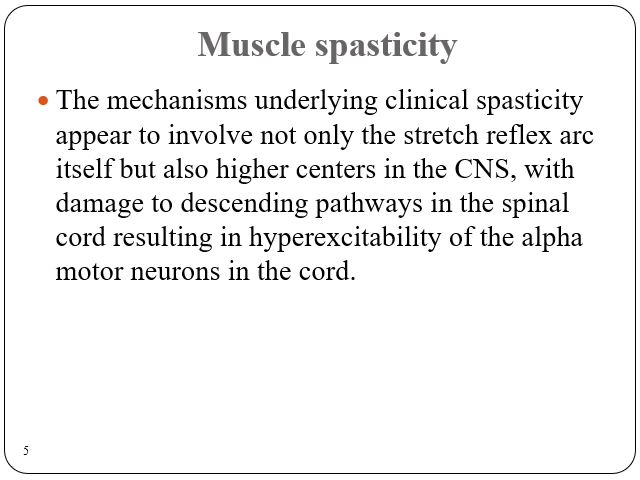 Muscle spasticity
• The mechanisms underlying clinical spasticity
appear to involve not only the stretch reflex arc
itself but also higher centers in the CNS, with
damage to descending pathways in the spinal
cord resulting in hyperexcitability of the alpha
motor neurons in the cord.
5